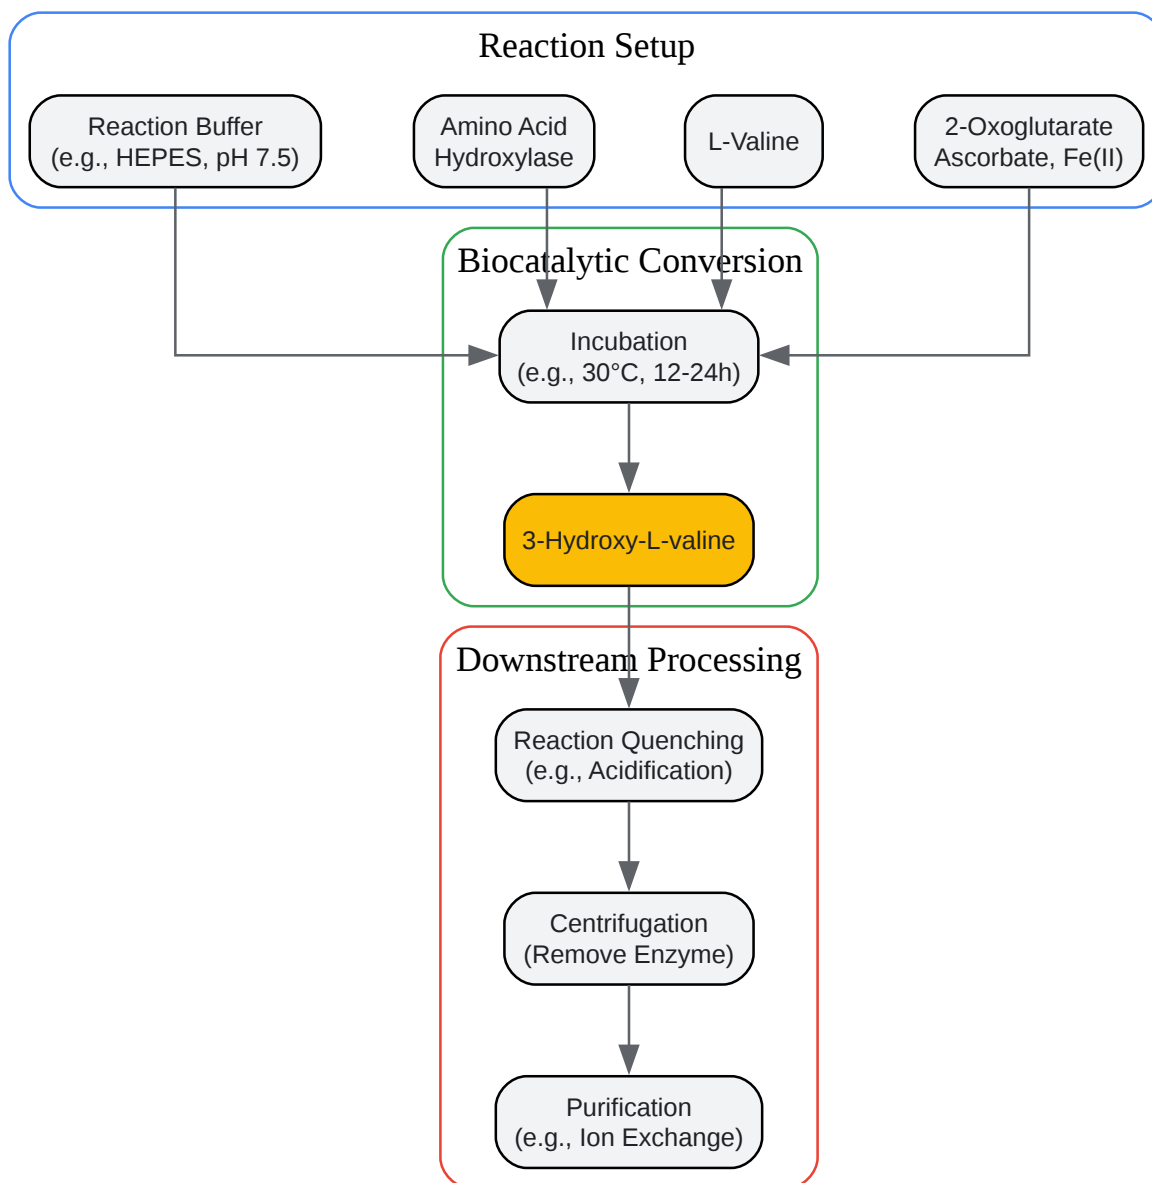 Reaction Setup
Reaction Buffer
(e.g., HEPES, pH 7.5)
Amino Acid
Hydroxylase
L-Valine
2-Oxoglutarate
Ascorbate, Fe(II)
Biocatalytic Conversion
Incubation
(e.g., 30°C, 12-24h)
3-Hydroxy-L-valine
Downstream Processing
Reaction Quenching
(e.g., Acidification)
Centrifugation
(Remove Enzyme)
Purification
(e.g., Ion Exchange)